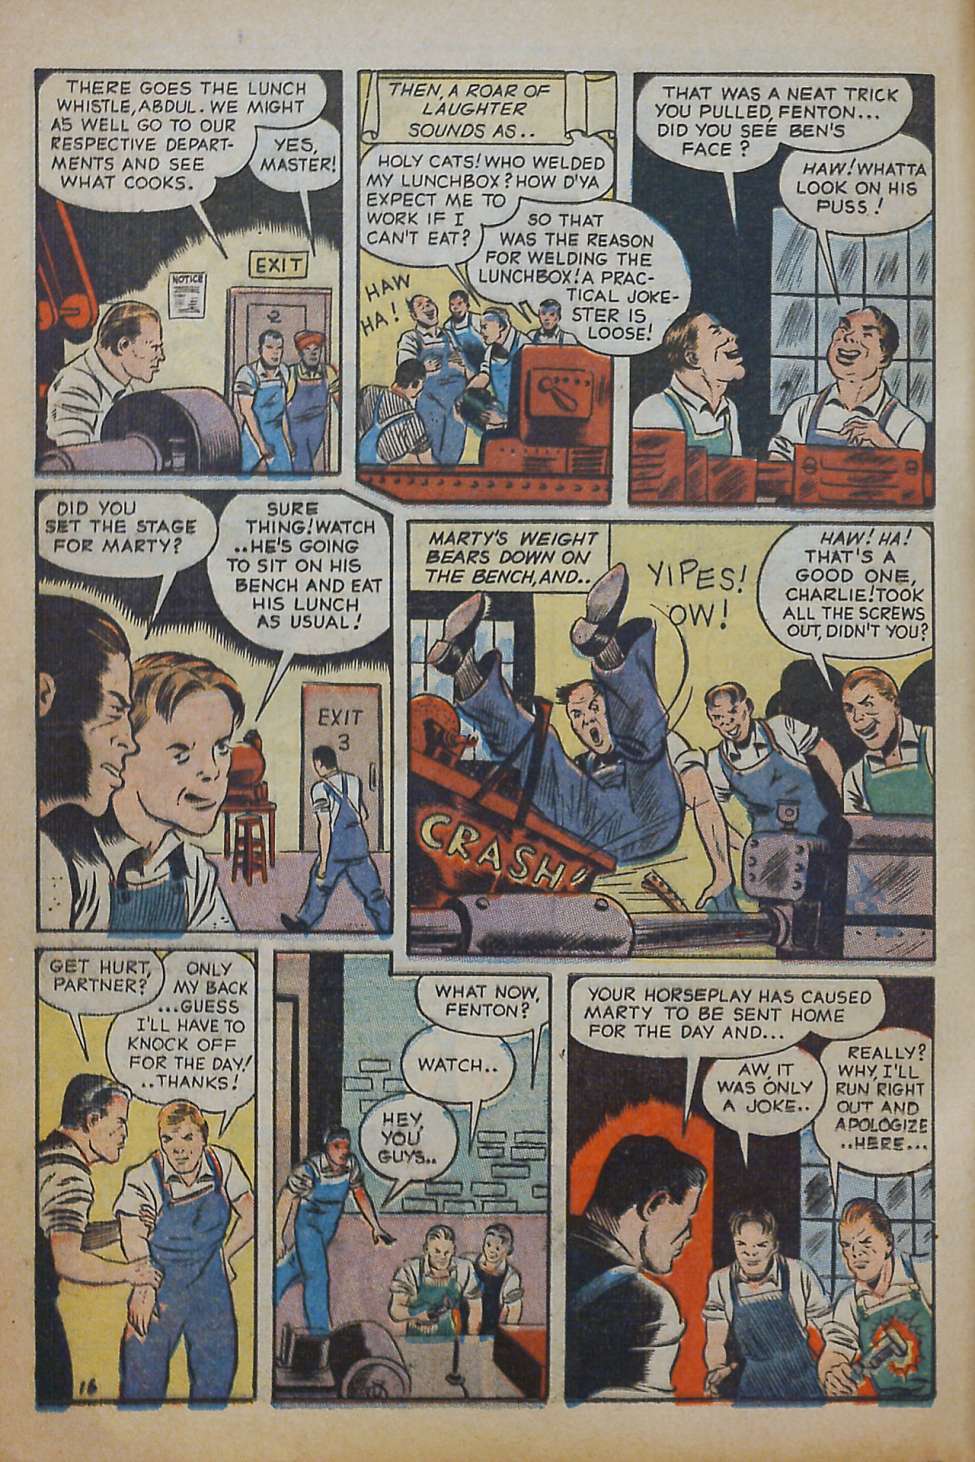 THERE GOES THE LUNCH
WHISTLE, ABDUL. WE MIGHT
AS WELL GO TO OUR
RESPECTIVE DEPART-
MENTS AND SEE
WHAT COOKS.
YES,
MASTER!
NOTICE
EXIT
2
THEN, A ROAR OF
LAUGHTER
SOUNDS AS..
HOLY CATS! WHO WELDED
MY LUNCHBOX? HOW D'YA
EXPECT ME TO
WORK IF I
CAN'T EAT?
SO THAT
WAS THE REASON
FOR WELDING THE
LUNCHBOX! A PRAC-
TICAL JOKE-
STER IS
LOOSE!
HAW
HA!
THAT WAS A NEAT TRICK
YOU PULLED, FENTON...
DID YOU SEE BEN'S
FACE?
HAW! WHATTA
LOOK ON HIS
PUSS!
DID YOU
SET THE STAGE
FOR MARTY?
SURE
THING! WATCH
..HE'S GOING
TO SIT ON HIS
BENCH AND EAT
HIS LUNCH
AS USUAL!
EXIT
3
MARTY'S WEIGHT
BEARS DOWN ON
THE BENCH, AND..
YIPES!
OW!
HAW! HA!
THAT'S A
GOOD ONE,
CHARLIE! TOOK
ALL THE SCREWS
OUT, DIDN'T YOU?
CRASH!
GET HURT,
PARTNER?
ONLY
MY BACK
...GUESS
I'LL HAVE TO
KNOCK OFF
FOR THE DAY!
..THANKS!
16
WHAT NOW,
FENTON?
WATCH..
HEY,
YOU
GUYS..
YOUR HORSEPLAY HAS CAUSED
MARTY TO BE SENT HOME
FOR THE DAY AND...
AW, IT
WAS ONLY
A JOKE..
REALLY?
WHY, I'LL
RUN RIGHT
OUT AND
APOLOGIZE
..HERE...